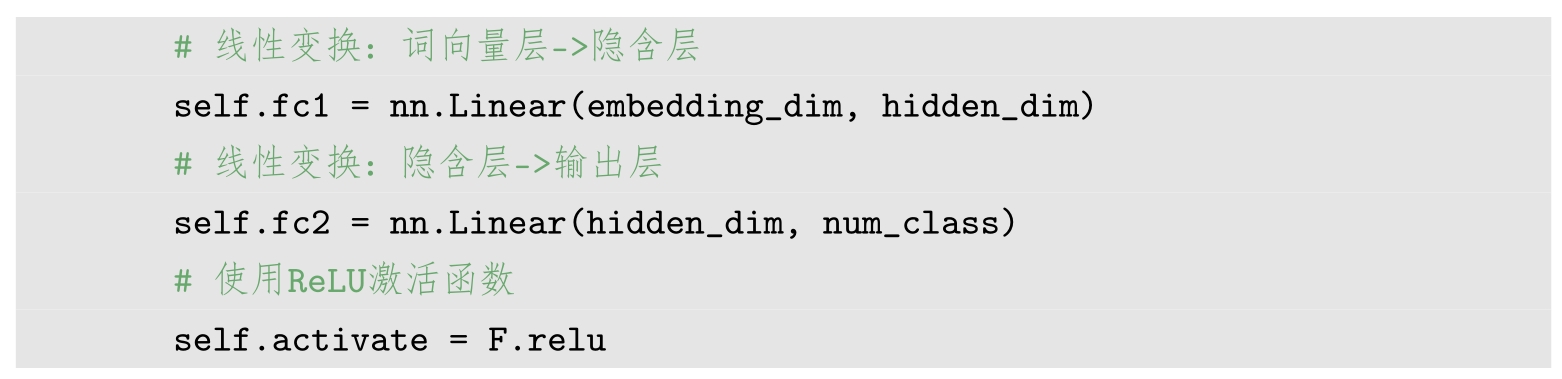 # 线性变换：词向量层->隐含层
self.fc1 = nn.Linear(embedding_dim, hidden_dim)
# 线性变换：隐含层->输出层
self.fc2 = nn.Linear(hidden_dim, num_class)
# 使用ReLU激活函数
self.activate = F.relu